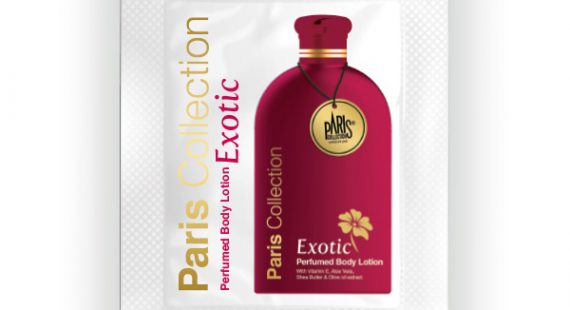 Paris Collection
Perfumed Body Lotion Exotic
PARIS
COLLECTION
Paris Collection
Exotic
Perfumed Body Lotion
With Vitamin E, Aloe Vera,
Shea Butter & Olive oil extract